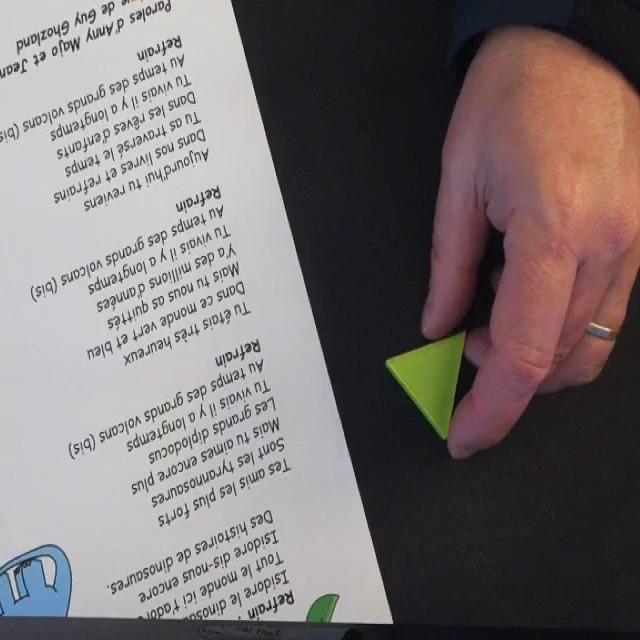 Refrain
Isidore le dinos
Tout le monde ici t'ador
Isidore dis-nous encore
Des histoires de dinosaures.
Tes amis les tyrannosaures
Sont les plus forts
Mais tu aimes encore plus
Les grands diplodocus
Tu vivais il y a longtemps
Au temps des grands volcans (bis)
Refrain
Tu étais très heureux
Dans ce monde vert et bleu
Mais tu nous as quittés
Y'a des millions d'années
Tu vivais il y a longtemps
Au temps des grands volcans (bis)
Refrain
Aujourd'hui tu reviens
Dans nos livres et refrains
Tu as traversé le temps
Dans les rêves d'enfants
Tu vivais il y a longtemps
Au temps des grands volcans (bis
Refrain
Paroles d'Anny Majo et Jean
de Guy Ghozland